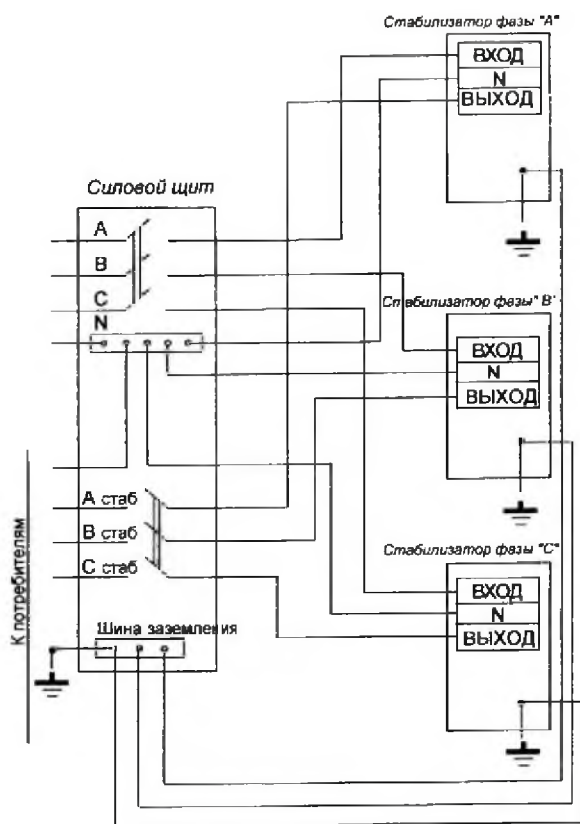 Стабилизатор фазы "А"
ВХОД
N
ВЫХОД
Силовой щит
A
B
C
N
Стабилизатор фазы" В'
ВХОД
N
ВЫХОД
А стаб
В стаб
С стаб
К потребителям
Стабилизатор фазы "С"
ВХОД
N
ВЫХОД
Шина заземления